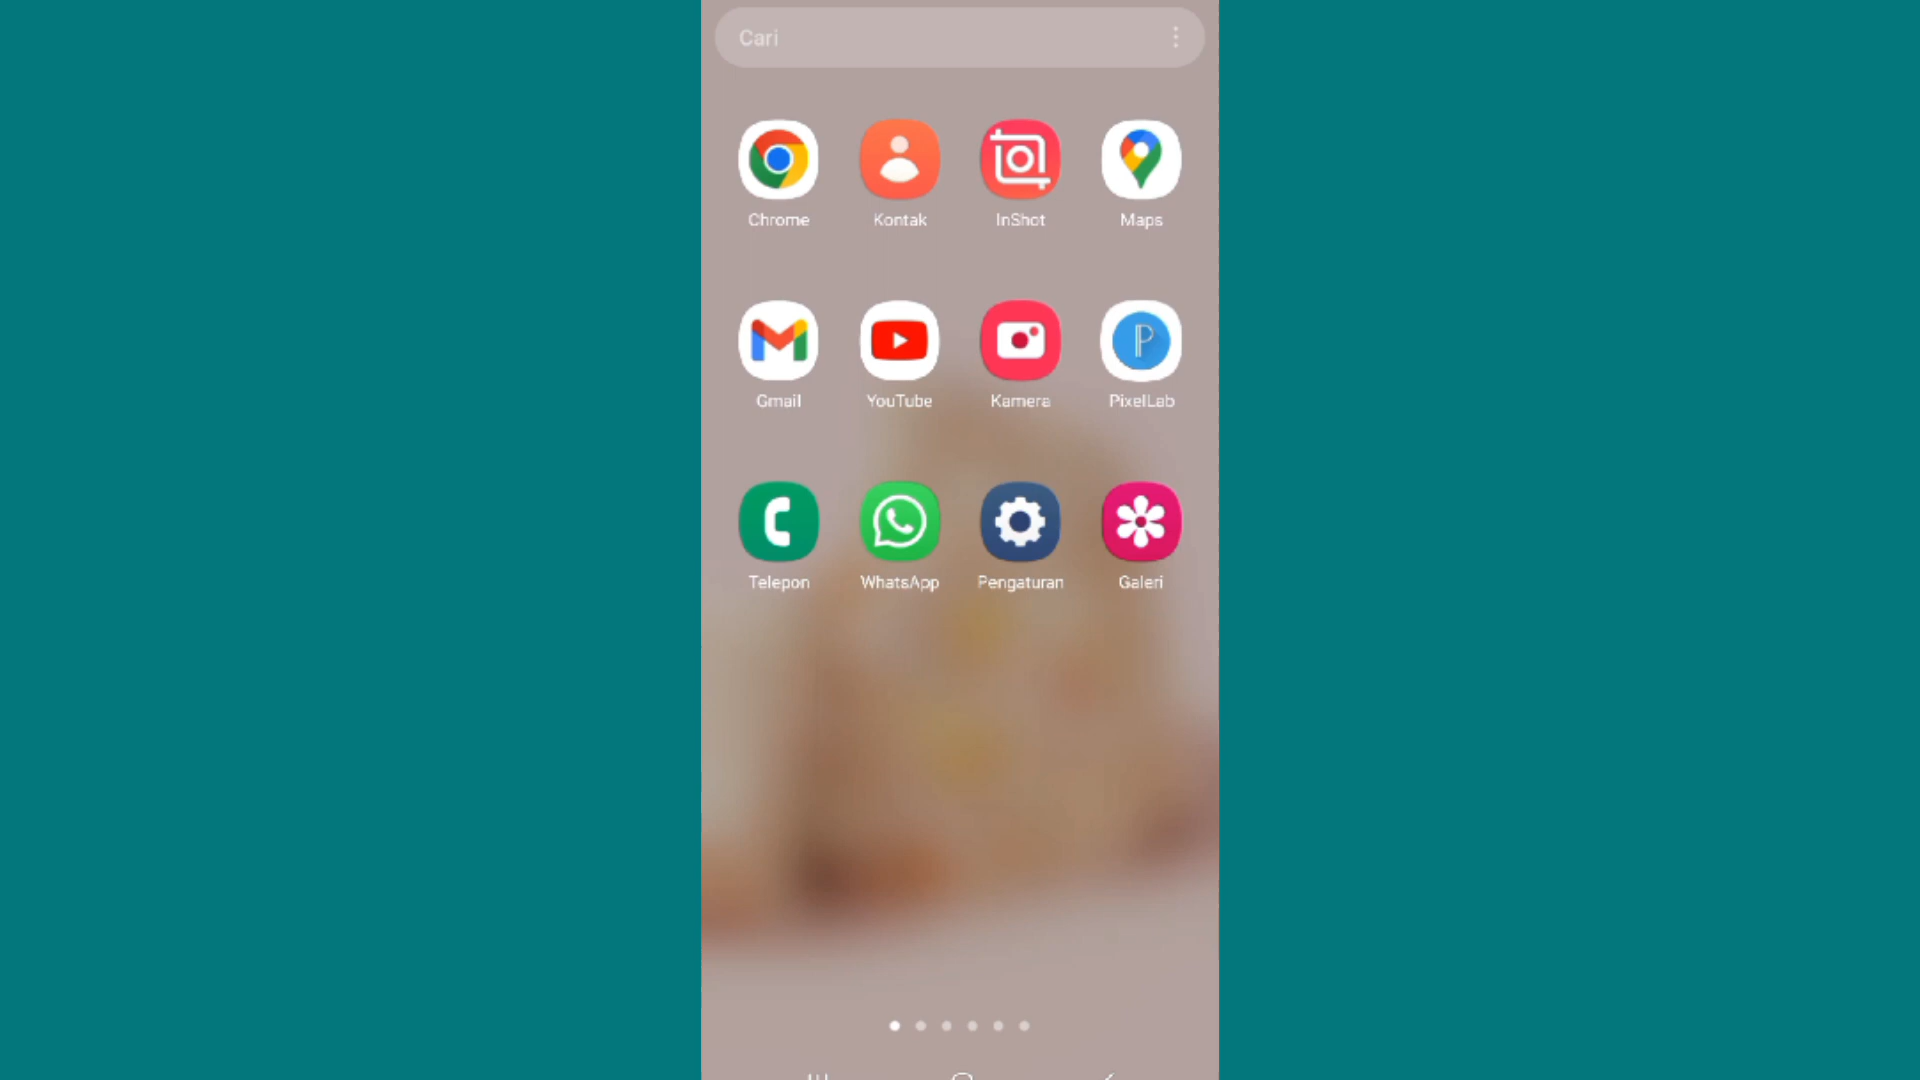 Cari
Chrome Kontak InShot Maps
Gmail YouTube Kamera PixelLab
Telepon WhatsApp Pengaturan Galeri